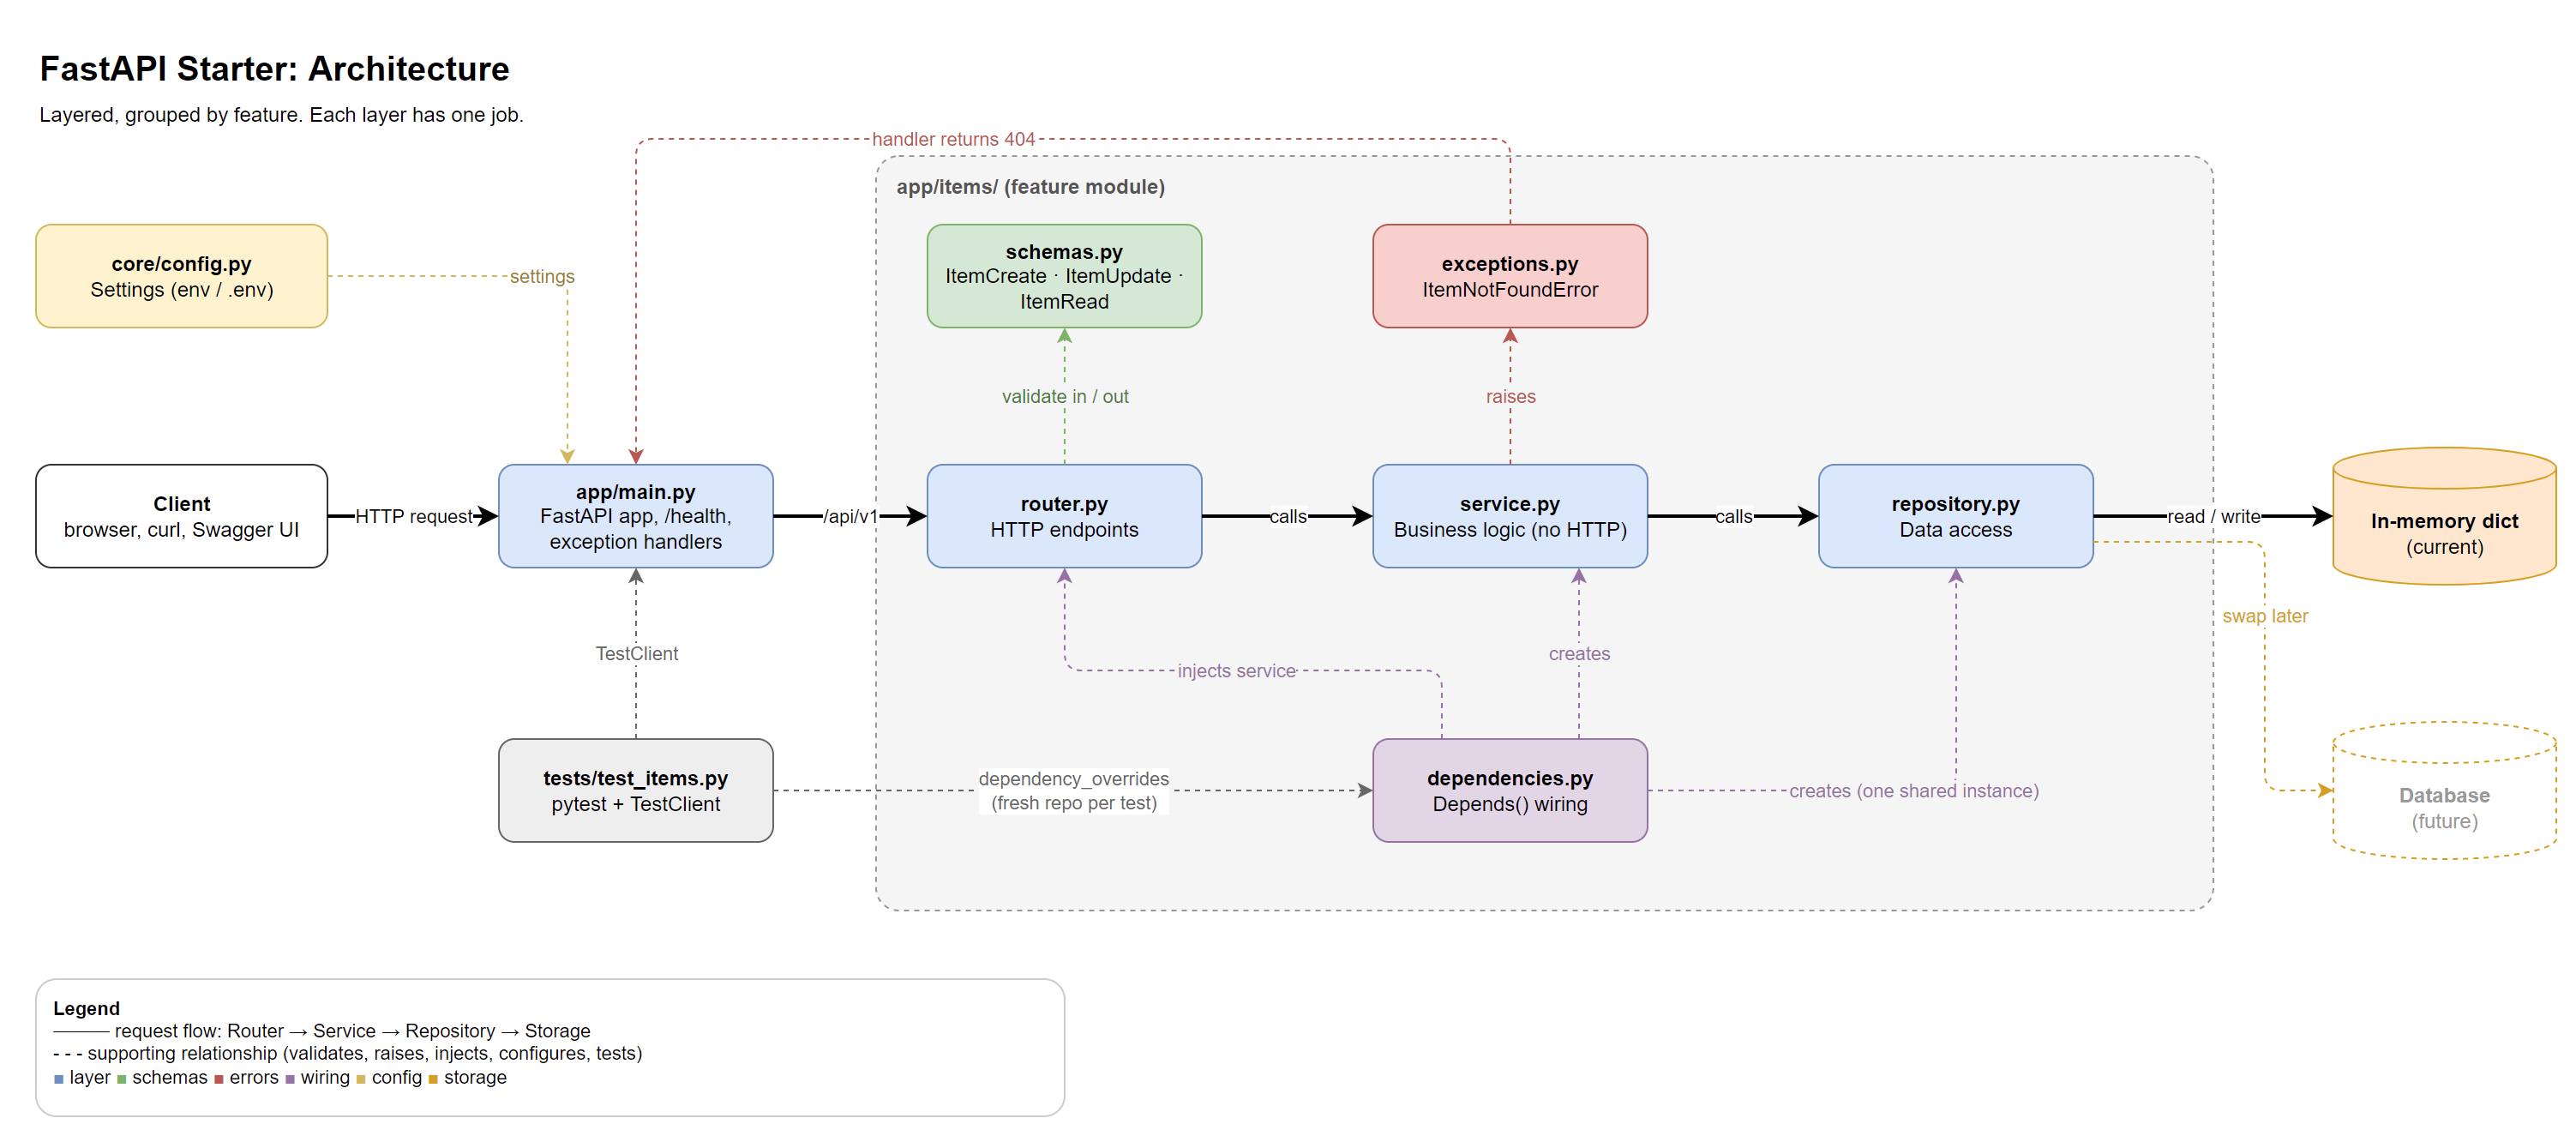 FastAPI Starter: Architecture
Layered, grouped by feature. Each layer has one job.
handler returns 404
app/items/ (feature module)
core/config.py
Settings (env / .env)
settings
schemas.py
ItemCreate · ItemUpdate ·
ItemRead
exceptions.py
ItemNotFoundError
validate in / out
raises
Client
browser, curl, Swagger UI
HTTP request
app/main.py
FastAPI app, /health,
exception handlers
/api/v1
router.py
HTTP endpoints
calls
service.py
Business logic (no HTTP)
calls
repository.py
Data access
read / write
In-memory dict
(current)
swap later
TestClient
injects service
creates
tests/test_items.py
pytest + TestClient
dependency_overrides
(fresh repo per test)
dependencies.py
Depends() wiring
creates (one shared instance)
Database
(future)
Legend
——— request flow: Router → Service → Repository → Storage
- - - supporting relationship (validates, raises, injects, configures, tests)
■ layer ■ schemas ■ errors ■ wiring ■ config ■ storage